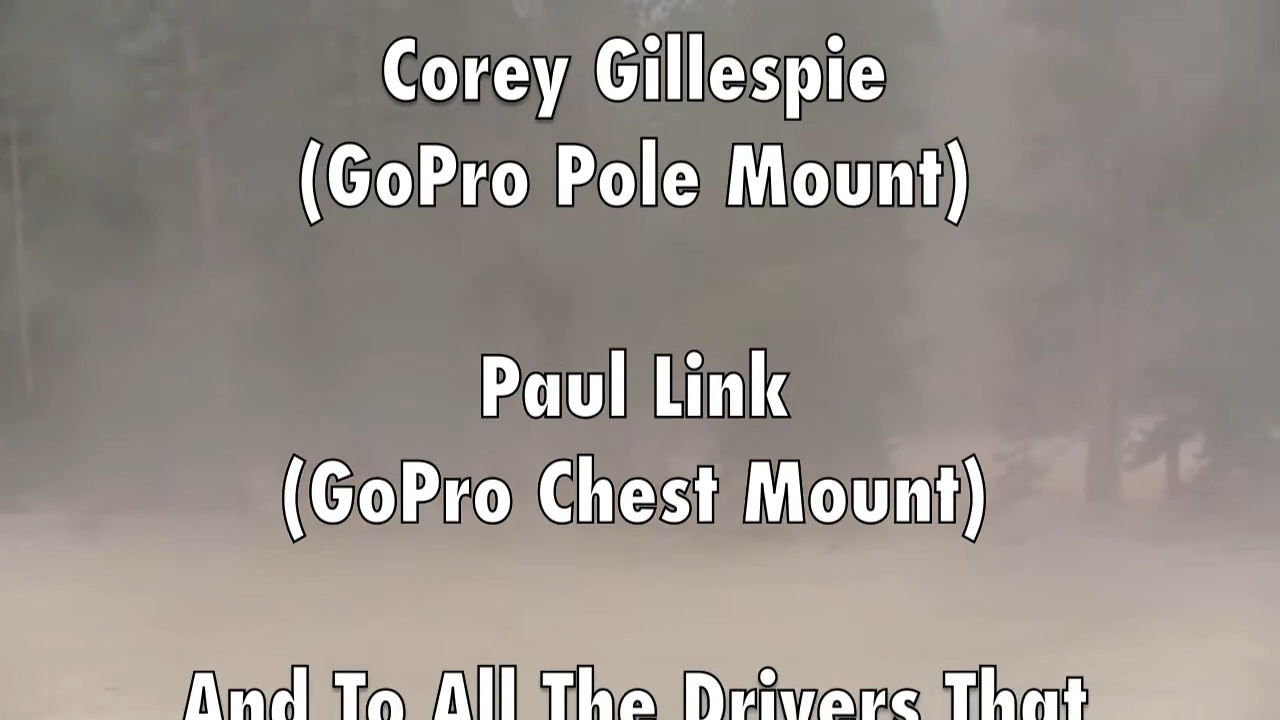 Corey Gillespie
(GoPro Pole Mount)
Paul Link
(GoPro Chest Mount)
And To All The Drivers That